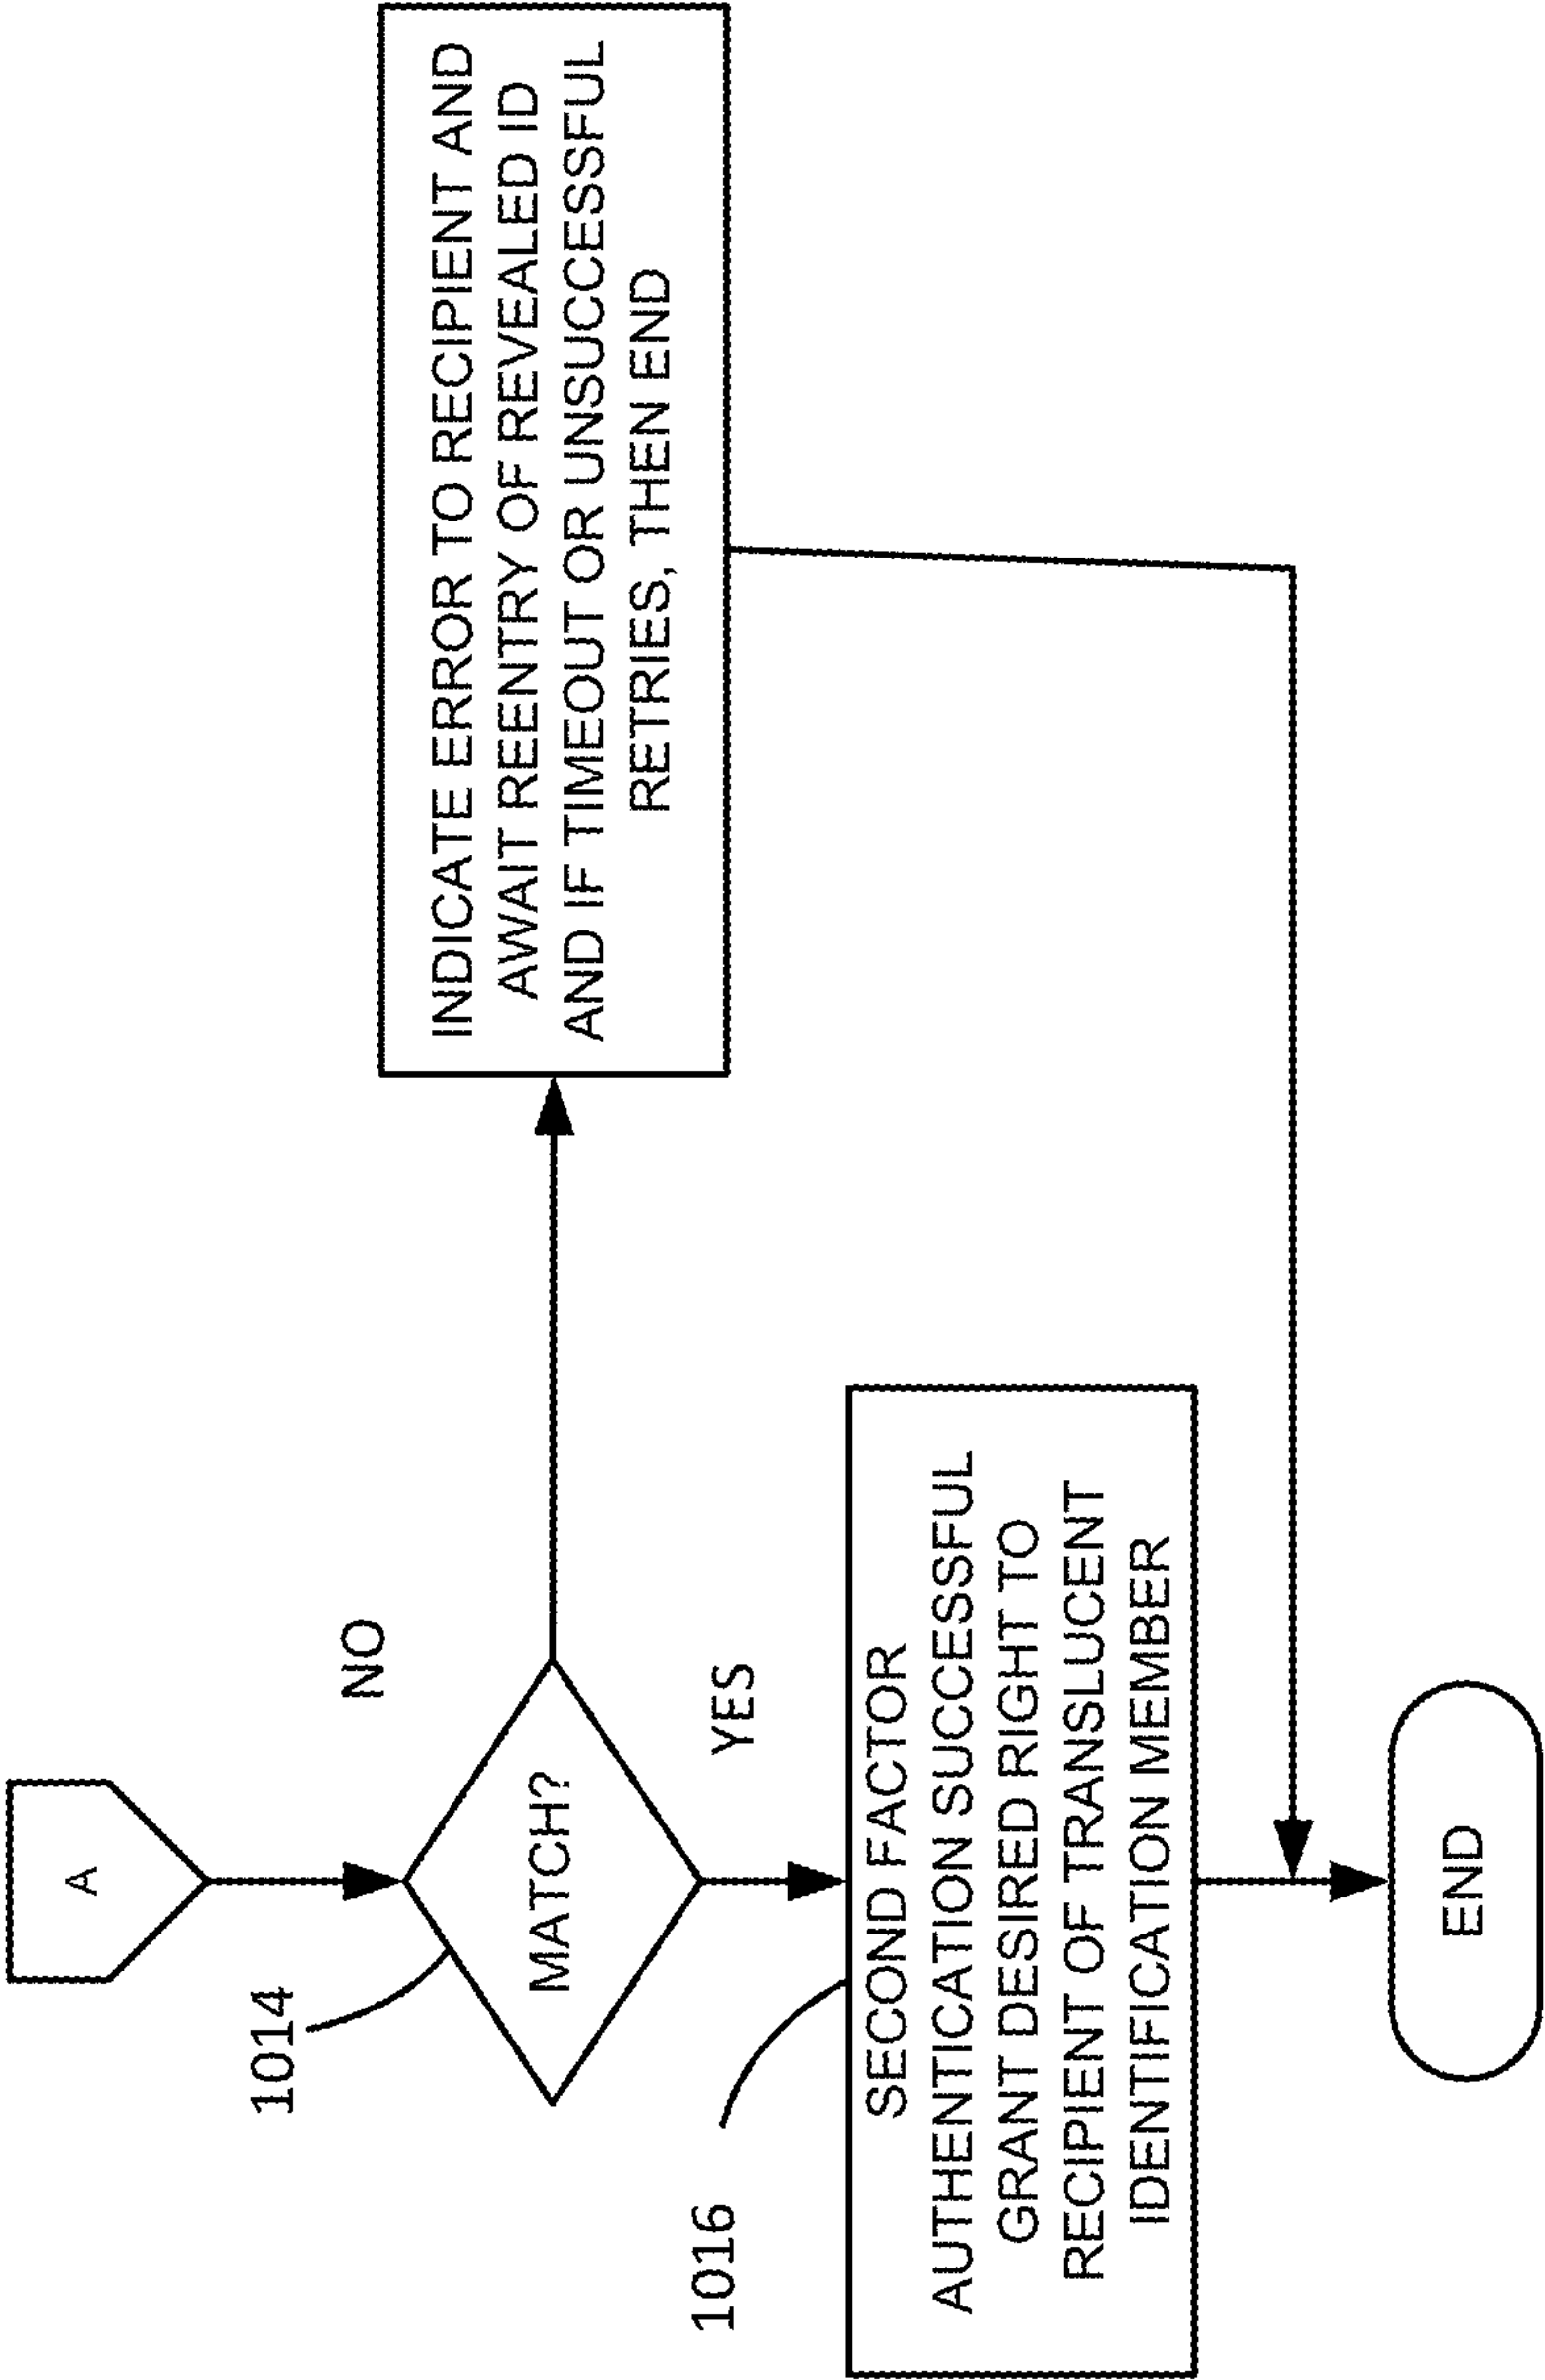 A
1014
MATCH?
NO
INDICATE ERROR TO RECIPIENT AND
AWAIT REENTRY OF REVEALED ID
AND IF TIMEOUT OR UNSUCCESSFUL
RETRIES, THEN END
YES
1016
SECOND FACTOR
AUTHENTICATION SUCCESSFUL
GRANT DESIRED RIGHT TO
RECIPIENT OF TRANSLUCENT
IDENTIFICATION MEMBER
END